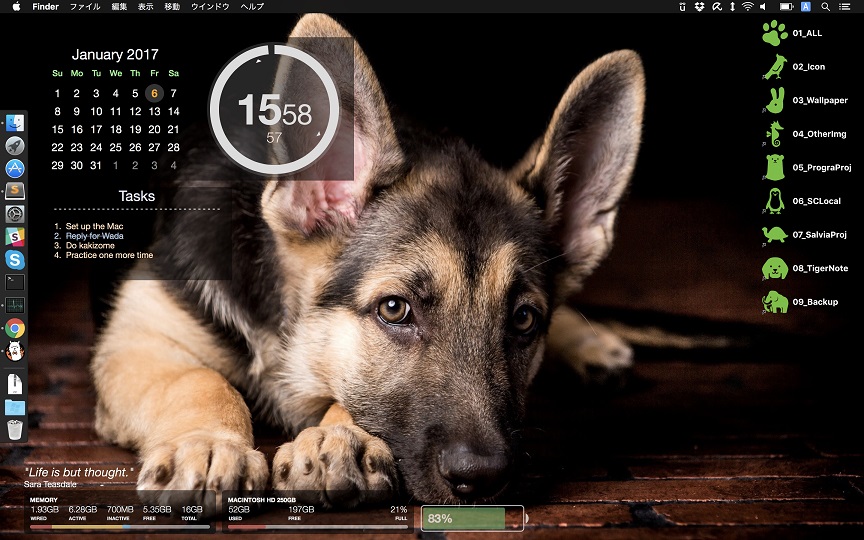 Finder ファイル 編集 表示 移動 ウインドウ ヘルプ
A
January 2017
Su Mo Tu We Th Fr Sa
1 2 3 4 5 6 7
8 9 10 11 12 13 14
15 16 17 18 19 20 21
22 23 24 25 26 27 28
29 30 31 1 2 3 4
1558
57
Tasks
1. Set up the Mac
2. Reply for Wada
3. Do kakizome
4. Practice one more time
01_ALL
02_Icon
03_Wallpaper
04_OtherImg
05_PrograProj
06_SCLocal
07_SalviaProj
08_TigerNote
09_Backup
"Life is but thought."
Sara Teasdale
MEMORY
1.93GB 6.28GB 700MB 5.35GB 16GB
WIRED ACTIVE INACTIVE FREE TOTAL
MACINTOSH HD 250GB
52GB 197GB 21%
USED FREE FULL
83%